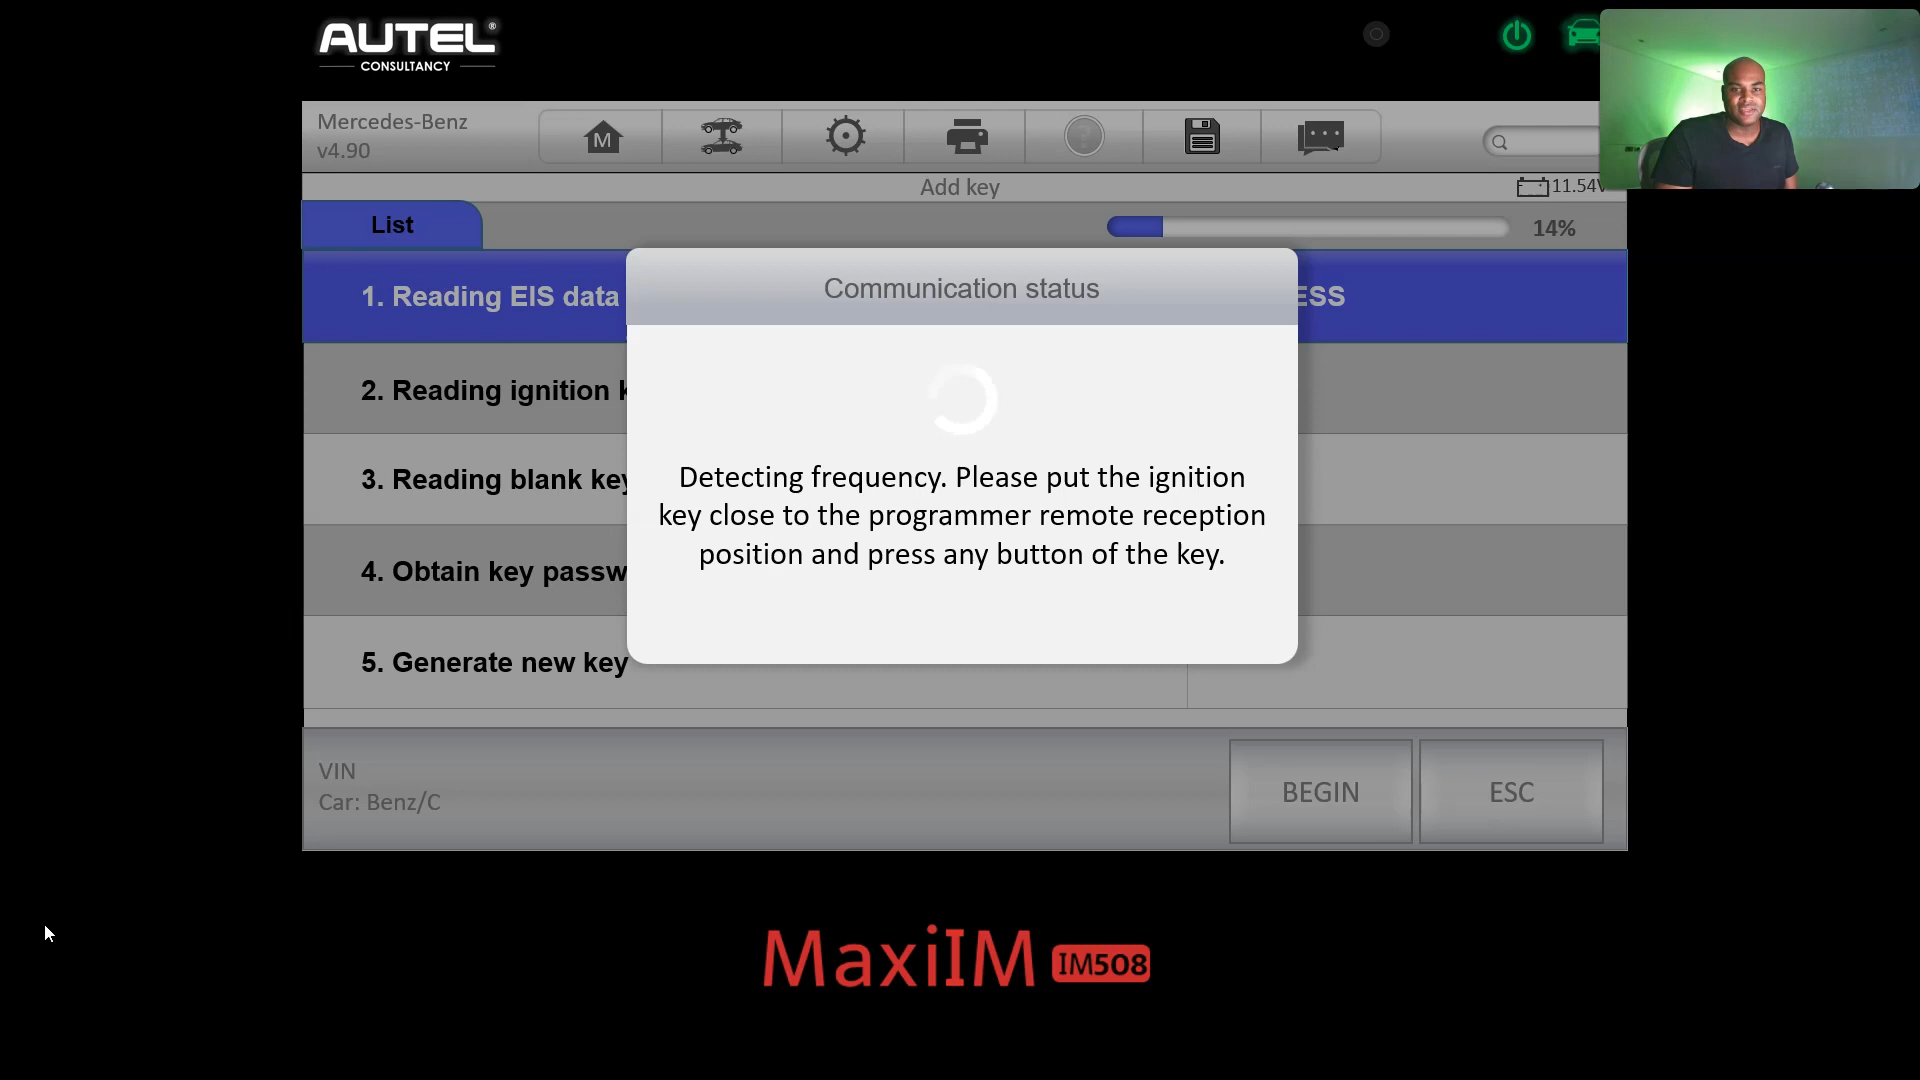 AUTEL®
CONSULTANCY
Mercedes-Benz
v4.90
M
?
Add key
11.54V
List
14%
1. Reading EIS data
ESS
Communication status
2. Reading ignition
3. Reading blank key
4. Obtain key passw
5. Generate new key
Detecting frequency. Please put the ignition
key close to the programmer remote reception
position and press any button of the key.
VIN
Car: Benz/C
BEGIN
ESC
MaxiIM IM508